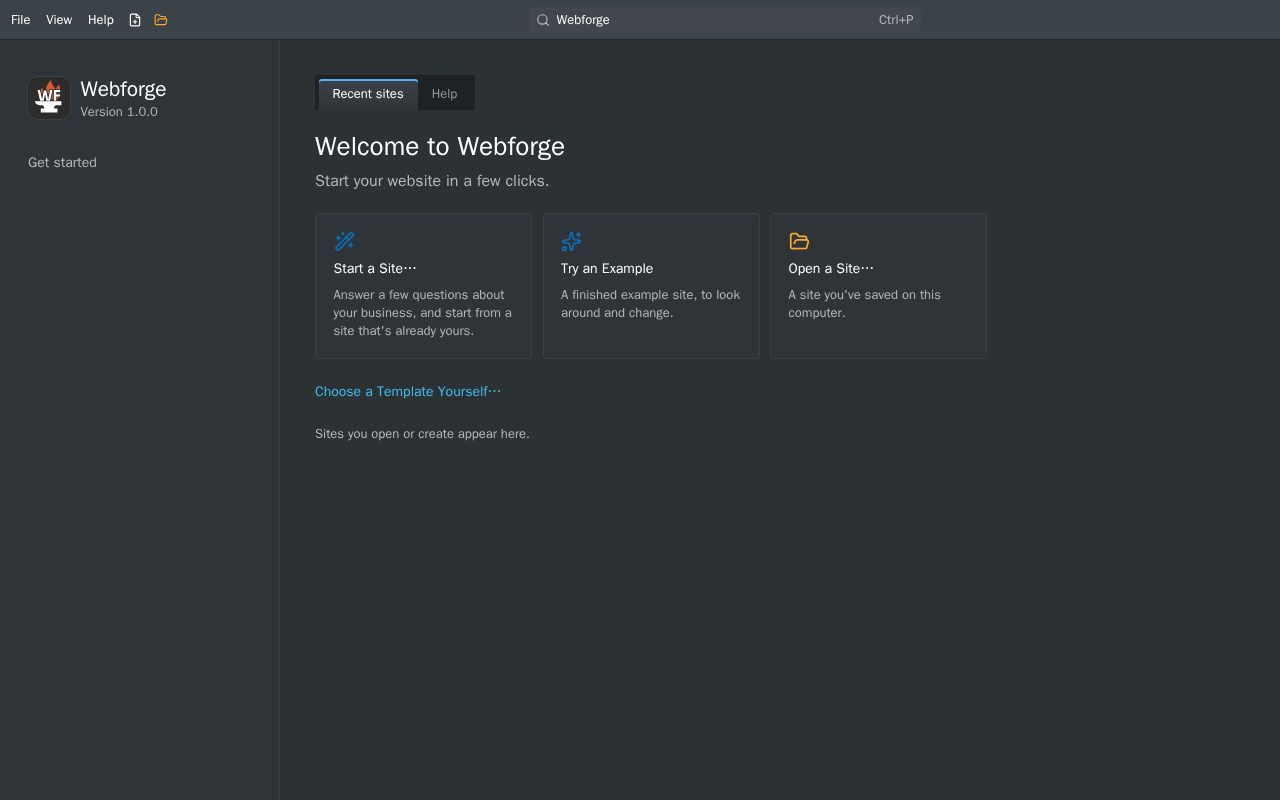 File View Help Webforge Ctrl+P
WF
Webforge
Version 1.0.0
Get started
Recent sites Help
Welcome to Webforge
Start your website in a few clicks.
Start a Site…
Answer a few questions about
your business, and start from a
site that's already yours.
Try an Example
A finished example site, to look
around and change.
Open a Site…
A site you've saved on this
computer.
Choose a Template Yourself…
Sites you open or create appear here.